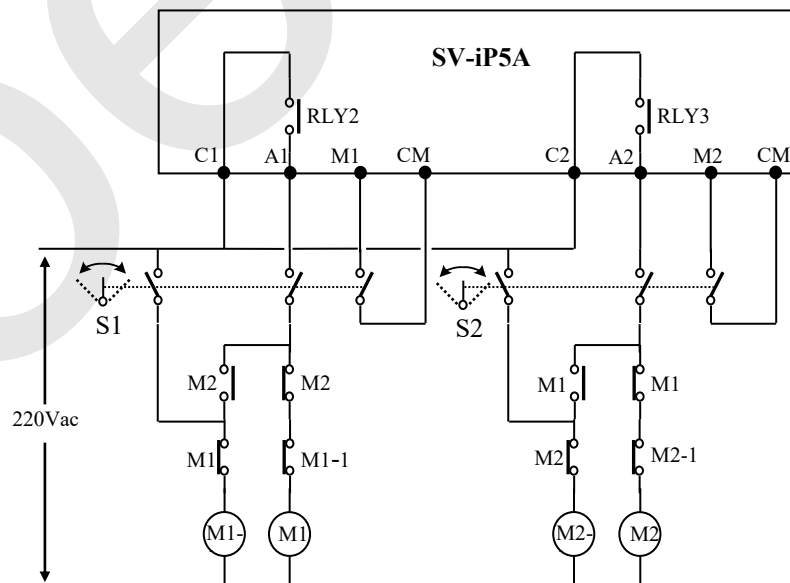 SV-iP5A
RLY2
RLY3
C1 A1 M1 CM C2 A2 M2 CM
S1 S2
M2 M2 M1 M1
220Vac
M1 M1-1 M2 M2-1
M1- M1 M2- M2